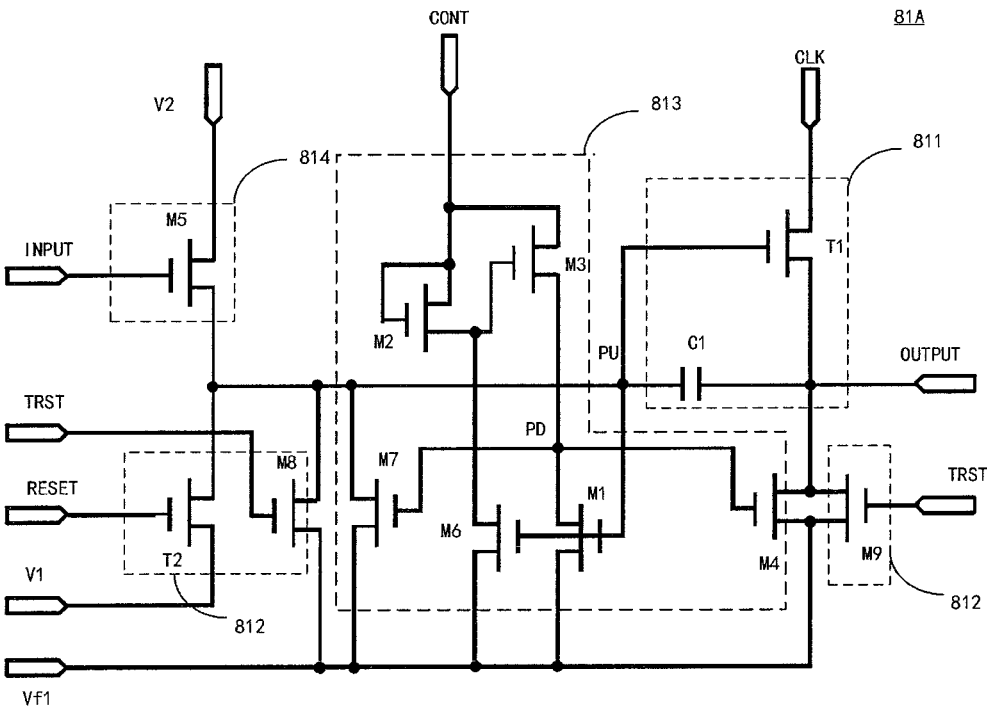 81A
CONT
CLK
V2
813
811
814
M5
INPUT
T1
M3
M2
C1
PU
OUTPUT
TRST
PD
M8
M7
RESET
TRST
M1
M6
T2
M4
M9
V1
812
812
Vf1